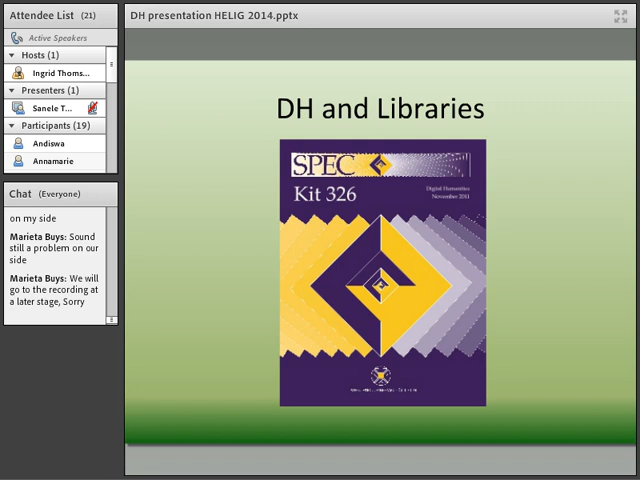 Attendee List (21)
Active Speakers
Hosts (1)
Ingrid Thoms...
Presenters (1)
Sanele T...
Participants (19)
Andiswa
Annamarie
Chat (Everyone)
on my side
Marieta Buys: Sound
still a problem on our
side
Marieta Buys: We will
go to the recording at
a later stage, Sorry
DH presentation HELIG 2014.pptx
DH and Libraries
SPEC
Kit 326
Digital Humanities
November 2011